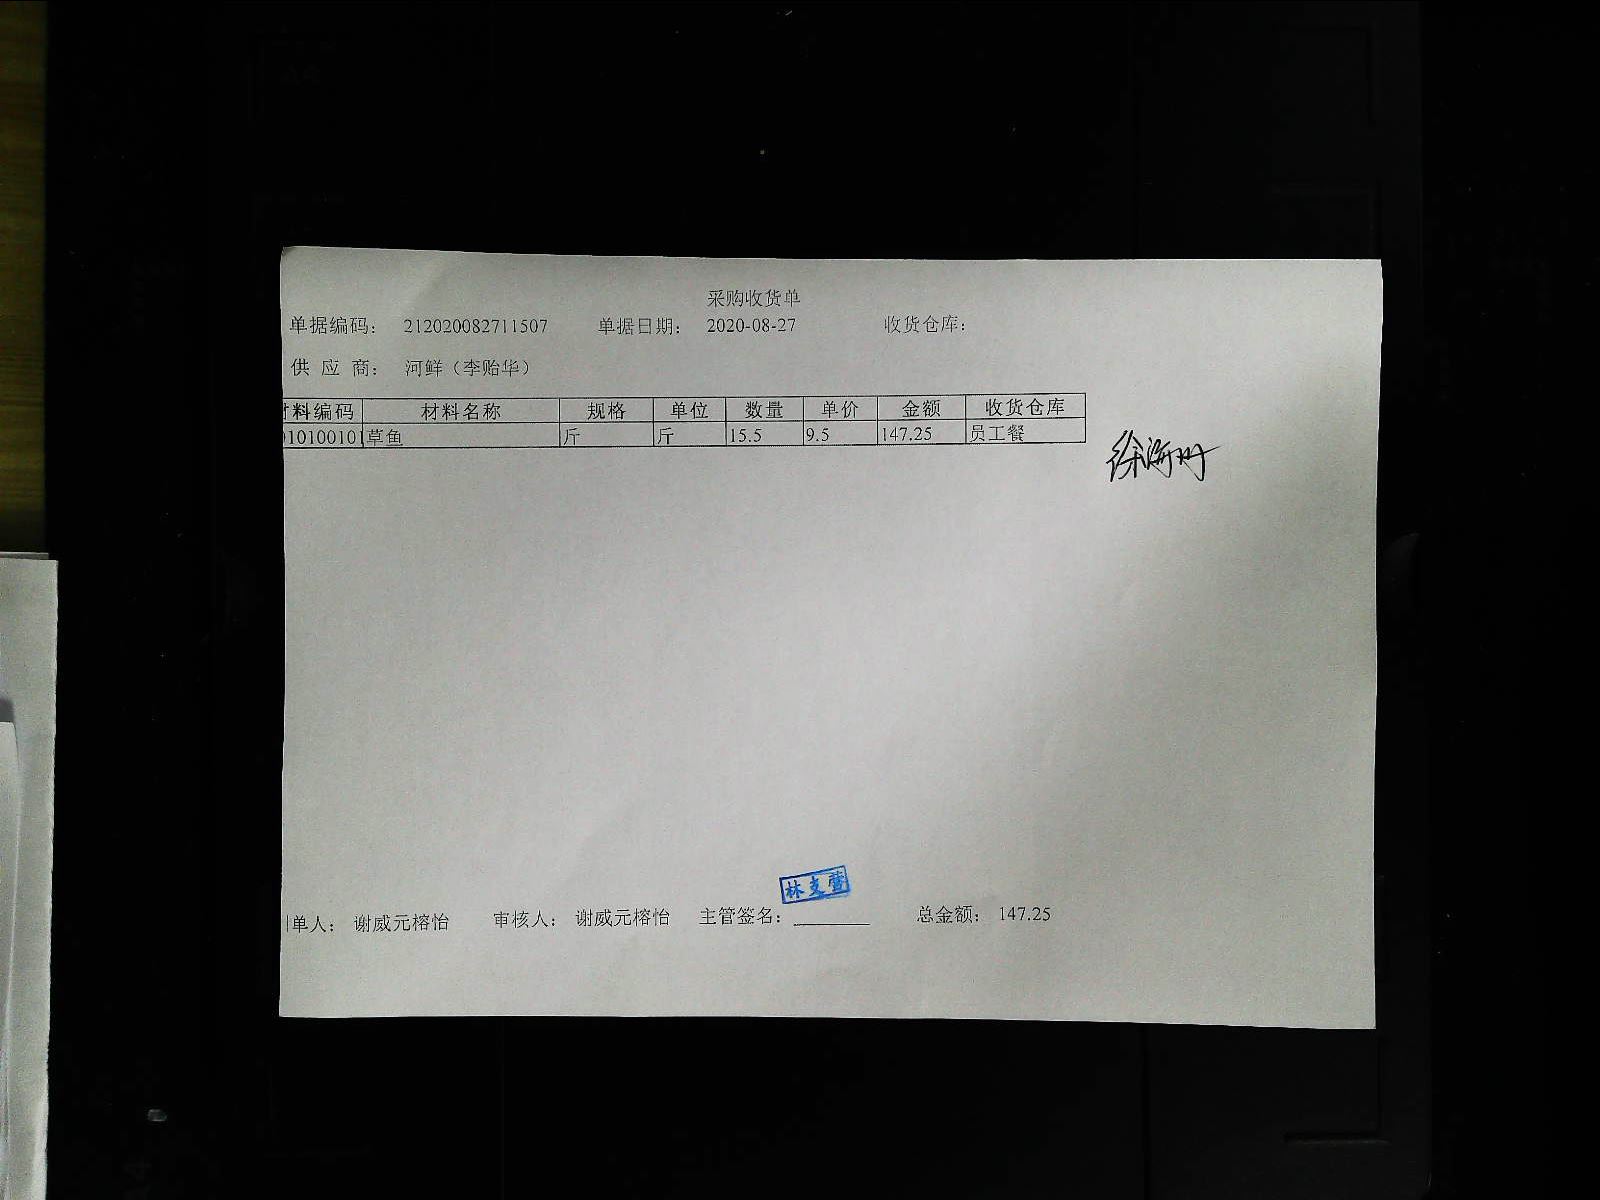 采购收货单
单据编码： 212020082711507 单据日期： 2020-08-27 收货仓库：
供 应 商： 河鲜（李贻华）
材料编码 材料名称 规格 单位 数量 单价 金额 收货仓库
010100101 草鱼 斤 斤 15.5 9.5 147.25 员工餐
林支萱
制单人： 谢威元榕怡 审核人： 谢威元榕怡 主管签名： 总金额： 147.25